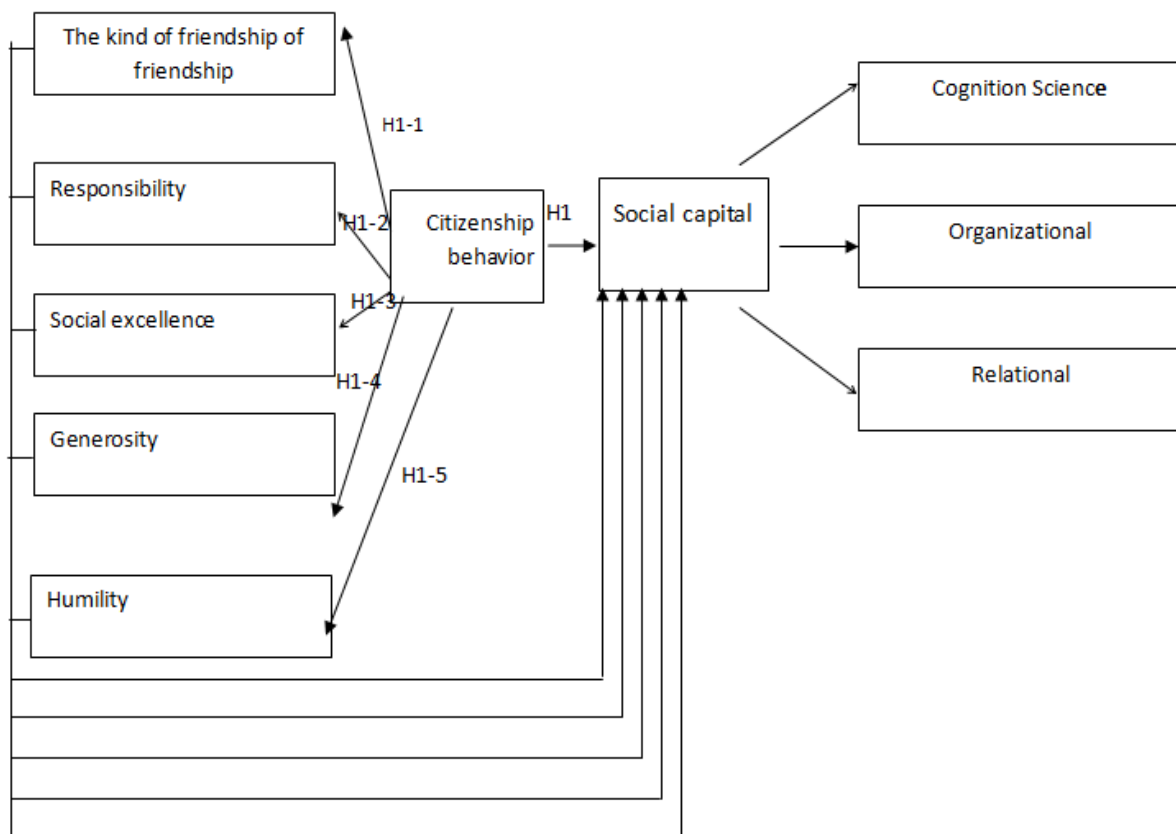 The kind of friendship of
friendship
Cognition Science
H1-1
Responsibility
H1-2
Citizenship
behavior
H1
Social capital
Organizational
H1-3
Social excellence
H1-4
Relational
Generosity
H1-5
Humility